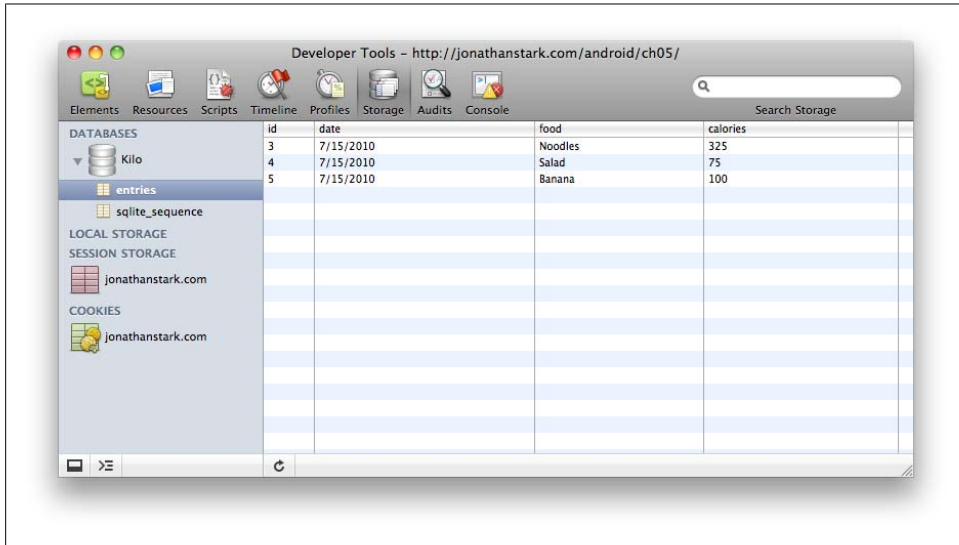 Developer Tools – http://jonathanstark.com/android/ch05/
Elements Resources Scripts Timeline Profiles Storage Audits Console Search Storage
DATABASES
Kilo
entries
sqlite_sequence
LOCAL STORAGE
SESSION STORAGE
jonathanstark.com
COOKIES
jonathanstark.com
id date food calories
3 7/15/2010 Noodles 325
4 7/15/2010 Salad 75
5 7/15/2010 Banana 100